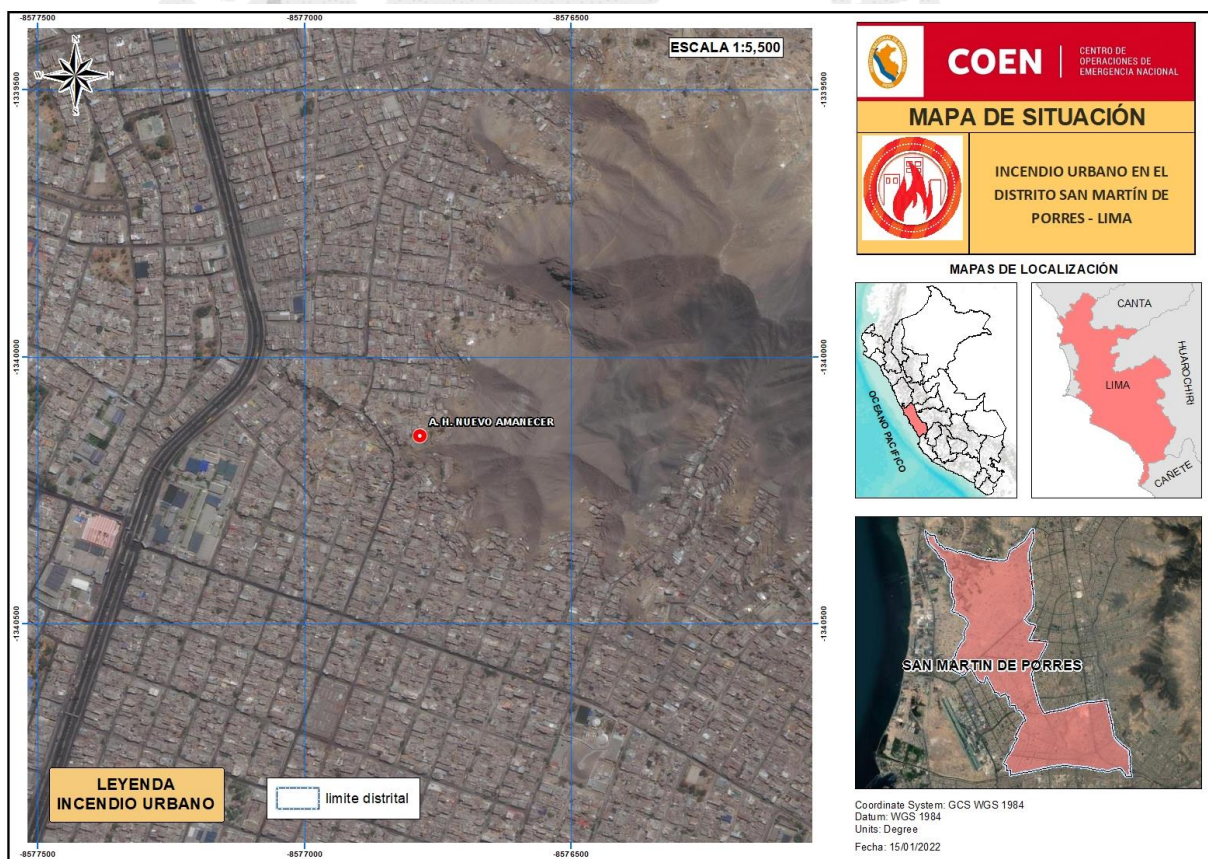 -8577500
-8577000
-8576500
ESCALA 1:5,500
N
W
E
S
-1339500
-1339500
-1340000
-1340000
A. H. NUEVO AMANECER
-1340500
-1340500
LEYENDA
INCENDIO URBANO
limite distrital
-8577500
-8577000
-8576500
COEN
CENTRO DE
OPERACIONES DE
EMERGENCIA NACIONAL
MAPA DE SITUACIÓN
INCENDIO URBANO EN EL
DISTRITO SAN MARTÍN DE
PORRES - LIMA
MAPAS DE LOCALIZACIÓN
OCEANO PACIFICO
CANTA
HUAROCHIRI
LIMA
CAÑETE
SAN MARTIN DE PORRES
Coordinate System: GCS WGS 1984
Datum: WGS 1984
Units: Degree
Fecha: 15/01/2022